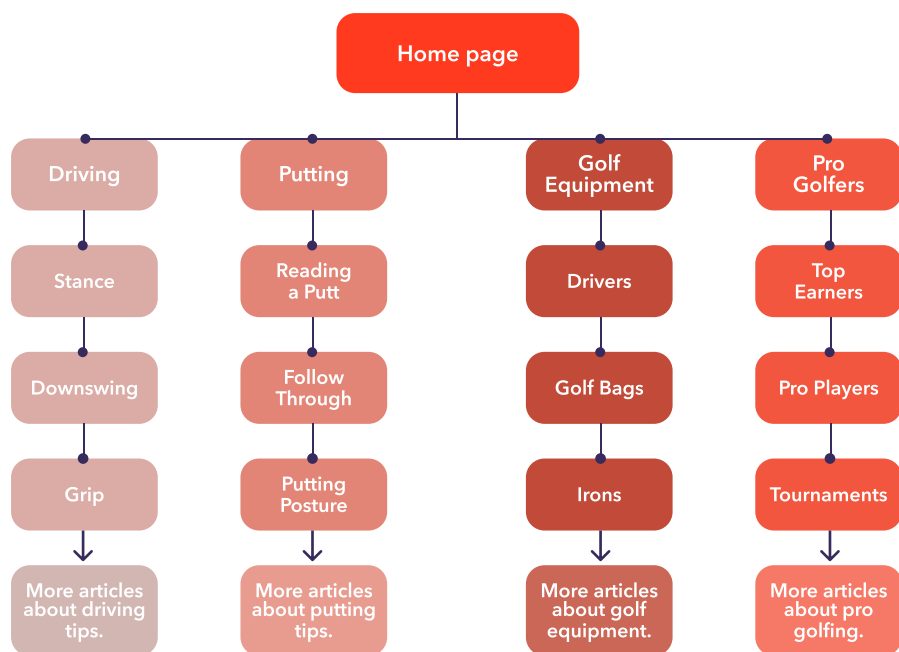 Home page
Driving
Putting
Golf
Equipment
Pro
Golfers
Stance
Reading
a Putt
Drivers
Top
Earners
Downswing
Follow
Through
Golf Bags
Pro Players
Grip
Putting
Posture
Irons
Tournaments
More articles
about driving
tips.
More articles
about putting
tips.
More articles
about golf
equipment.
More articles
about pro
golfing.